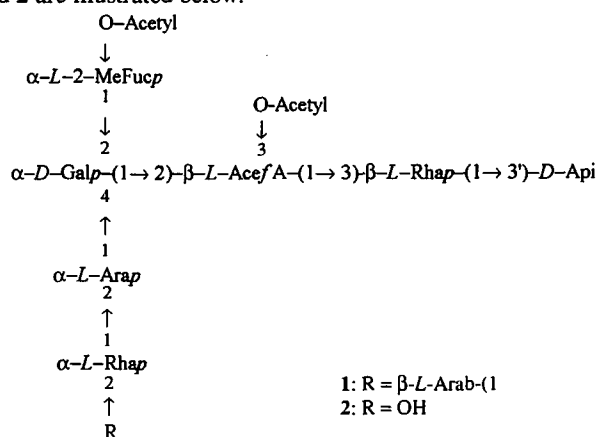 d 2 are illustrated below.
O–Acetyl
↓
α–L–2–MeFucp
1
O-Acetyl
↓
↓
2
3
α–D–Galp–(1→ 2)–β–L–AcefA–(1→ 3)-β–L–Rhap–(1→ 3')–D–Api
4
↑
1
α–L–Arap
2
↑
1
α–L–Rhap
2
1: R = β-L-Arab-(1
↑
2: R = OH
R